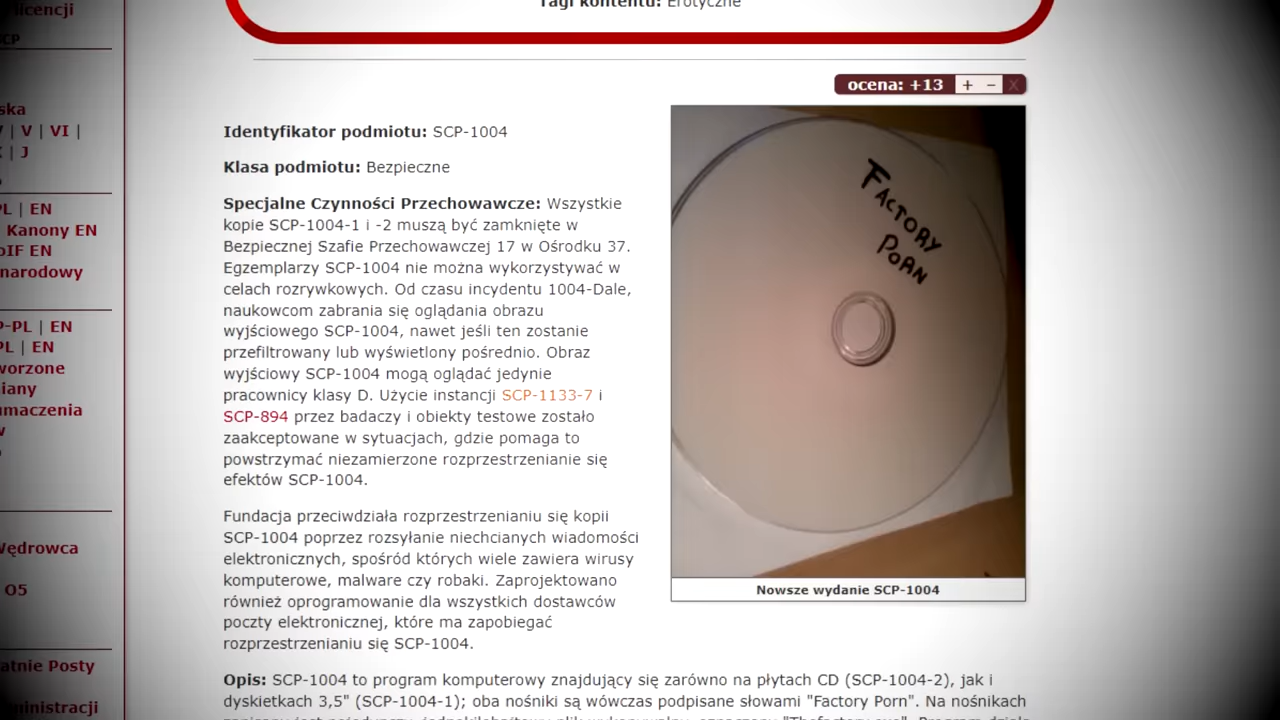 licencji
Tagi kontentu: Erotyczne
ocena: +13 + − X
Identyfikator podmiotu: SCP-1004
Klasa podmiotu: Bezpieczne
Specjalne Czynności Przechowawcze: Wszystkie
kopie SCP-1004-1 i -2 muszą być zamknięte w
Bezpiecznej Szafie Przechowawczej 17 w Ośrodku 37.
Egzemplarzy SCP-1004 nie można wykorzystywać w
celach rozrywkowych. Od czasu incydentu 1004-Dale,
naukowcom zabrania się oglądania obrazu
wyjściowego SCP-1004, nawet jeśli ten zostanie
przefiltrowany lub wyświetlony pośrednio. Obraz
wyjściowy SCP-1004 mogą oglądać jedynie
pracownicy klasy D. Użycie instancji SCP-1133-7 i
SCP-894 przez badaczy i obiekty testowe zostało
zaakceptowane w sytuacjach, gdzie pomaga to
powstrzymać niezamierzone rozprzestrzenianie się
efektów SCP-1004.
Fundacja przeciwdziała rozprzestrzenianiu się kopii
SCP-1004 poprzez rozsyłanie niechcianych wiadomości
elektronicznych, spośród których wiele zawiera wirusy
komputerowe, malware czy robaki. Zaprojektowano
również oprogramowanie dla wszystkich dostawców
poczty elektronicznej, które ma zapobiegać
rozprzestrzenianiu się SCP-1004.
Opis: SCP-1004 to program komputerowy znajdujący się zarówno na płytach CD (SCP-1004-2), jak i
dyskietkach 3,5" (SCP-1004-1); oba nośniki są wówczas podpisane słowami "Factory Porn". Na nośnikach
FACTORY
PORN
Nowsze wydanie SCP-1004
ska
| V | VI |
| J
PL | EN
Kanony EN
oIF EN
narodowy
P-PL | EN
PL | EN
worzone
iany
umaczenia
Wędrowca
O5
atnie Posty
ministracji